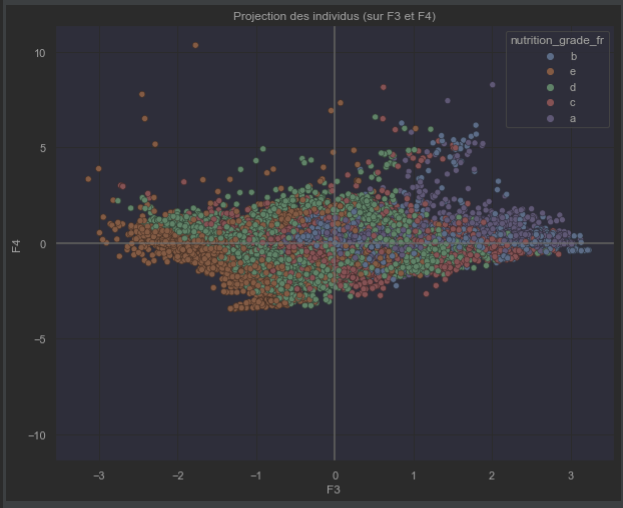 Projection des individus (sur F3 et F4)
nutrition_grade_fr
b
e
d
c
a
10
5
0
−5
−10
F4
−3
−2
−1
0
1
2
3
F3